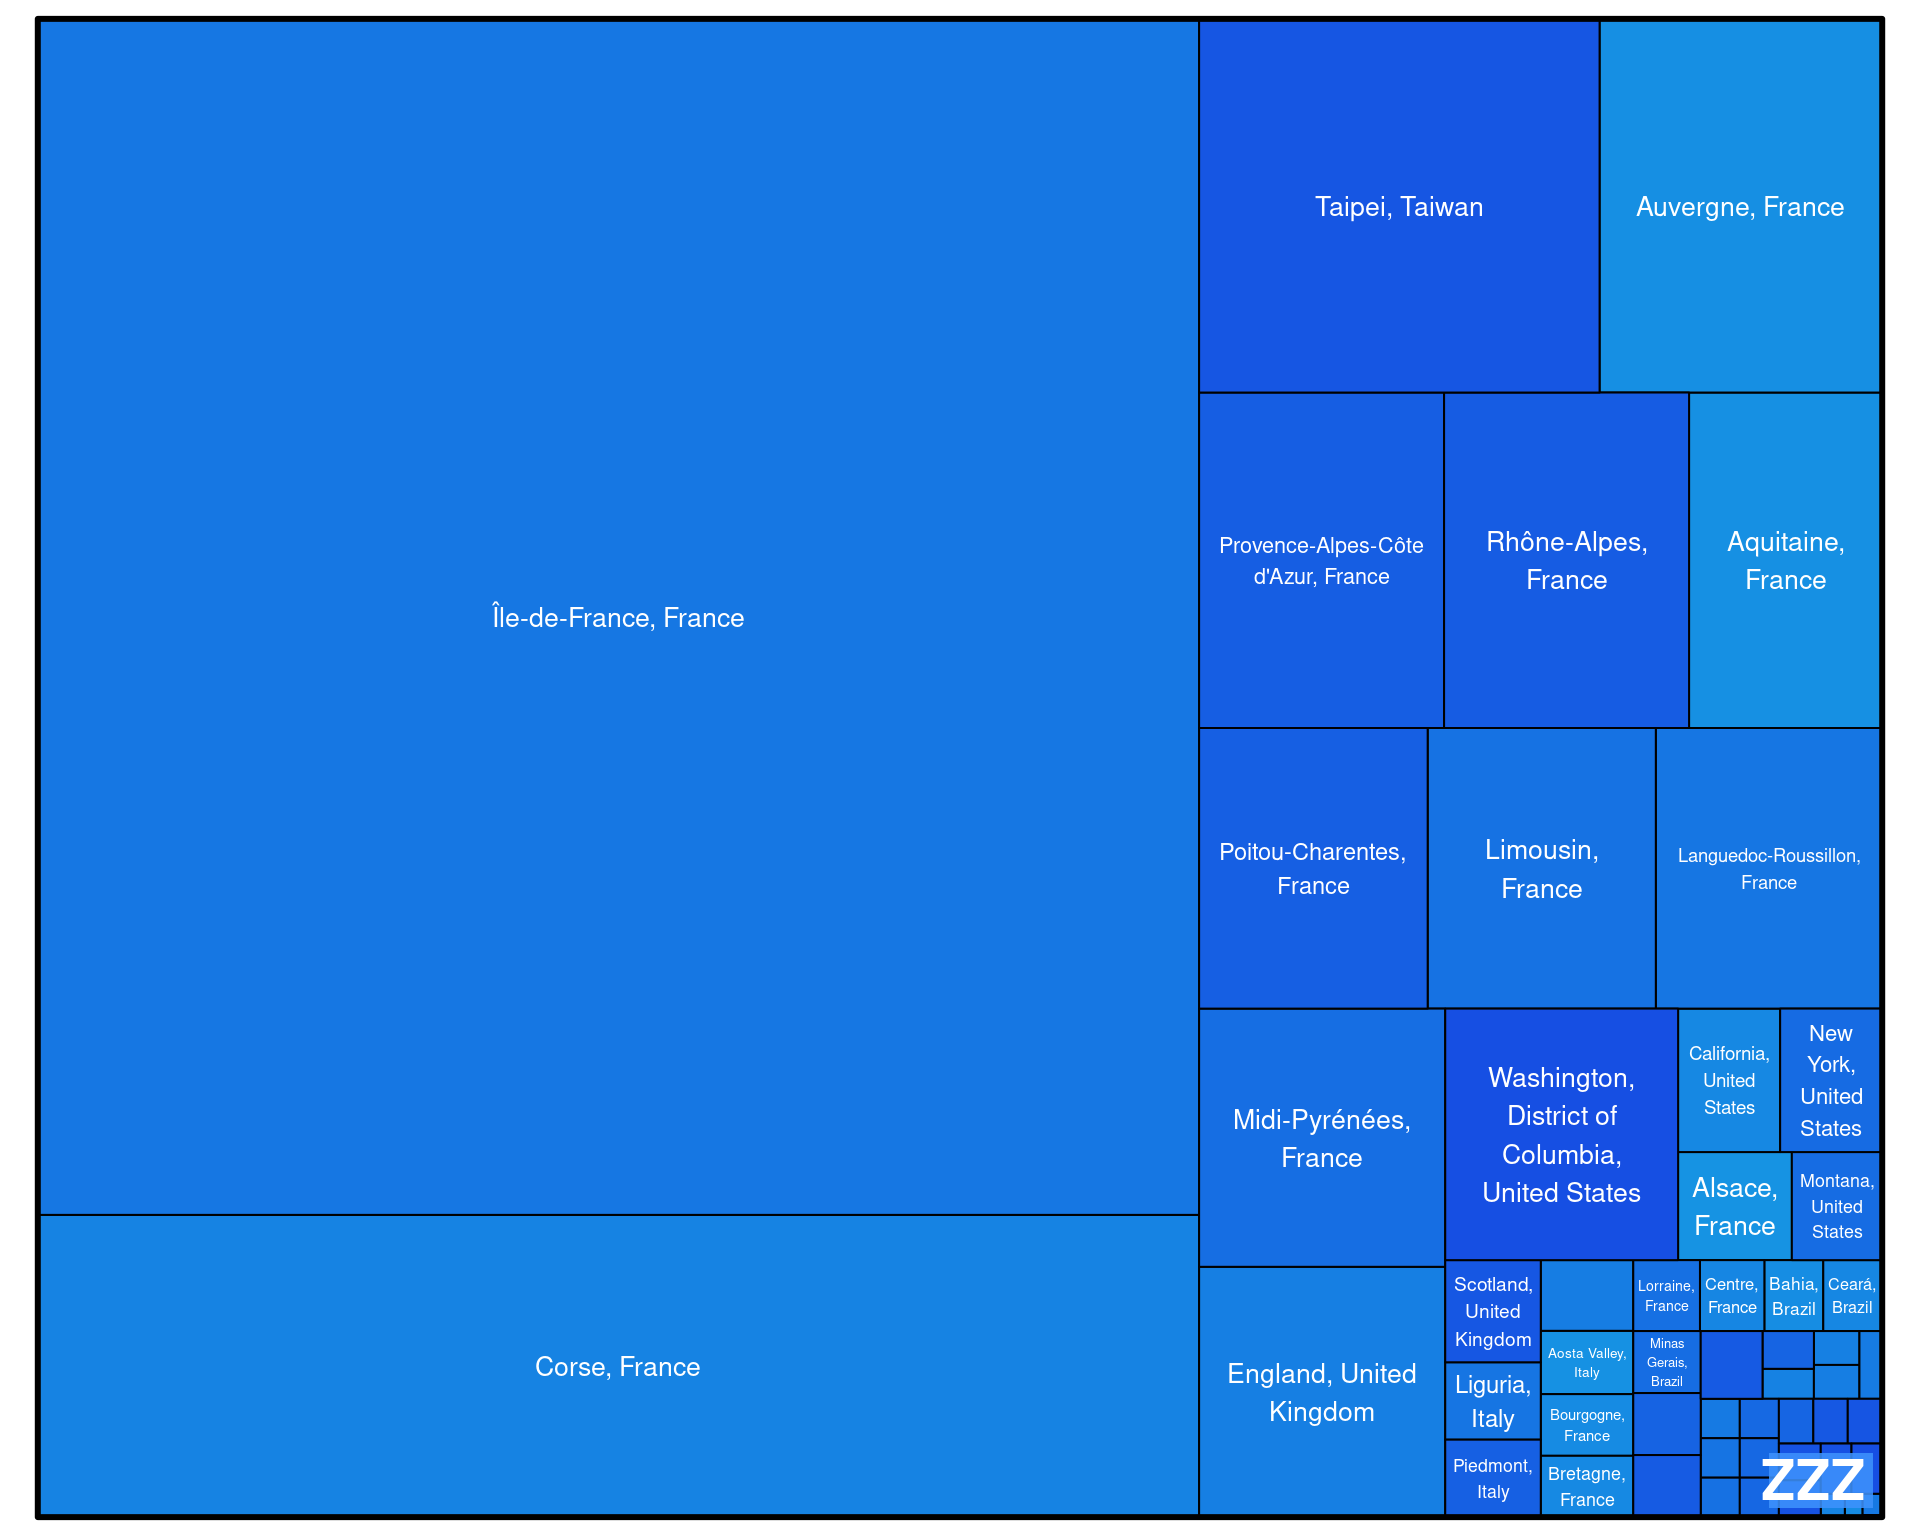 Île-de-France, France
Corse, France
Taipei, Taiwan
Auvergne, France
Provence-Alpes-Côte
d'Azur, France
Rhône-Alpes,
France
Aquitaine,
France
Poitou-Charentes,
France
Limousin,
France
Languedoc-Roussillon,
France
Midi-Pyrénées,
France
England, United
Kingdom
Washington,
District of
Columbia,
United States
California,
United
States
New
York,
United
States
Alsace,
France
Montana,
United
States
Scotland,
United
Kingdom
Liguria,
Italy
Piedmont,
Italy
Aosta Valley,
Italy
Bourgogne,
France
Bretagne,
France
Lorraine,
France
Minas
Gerais,
Brazil
Centre,
France
Bahia,
Brazil
Ceará,
Brazil
ZZZ